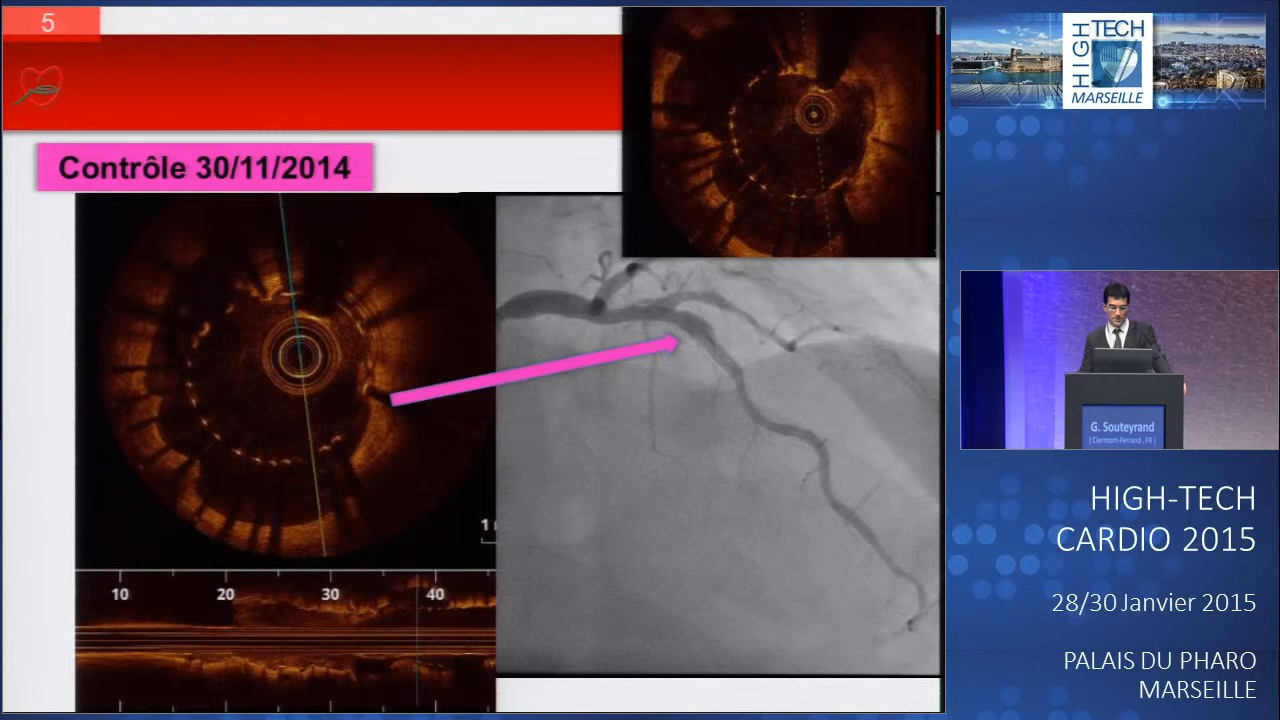 5
Contrôle 30/11/2014
1
10 20 30 40
HIGH TECH
MARSEILLE
G. Souteyrand
( Clermont-Ferrand , FR )
HIGH-TECH
CARDIO 2015
28/30 Janvier 2015
PALAIS DU PHARO
MARSEILLE